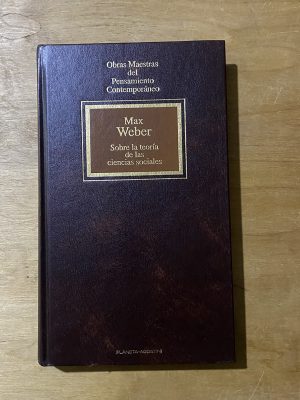 Obras Maestras
del
Pensamiento
Contemporáneo
Max
Weber
Sobre la teoría
de las
ciencias sociales
PLANETA-AGOSTINI